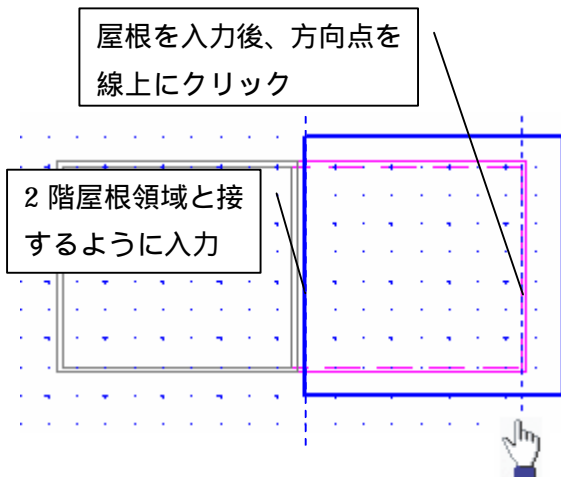 屋根を入力後、方向点を
線上にクリック
2 階屋根領域と接
するように入力